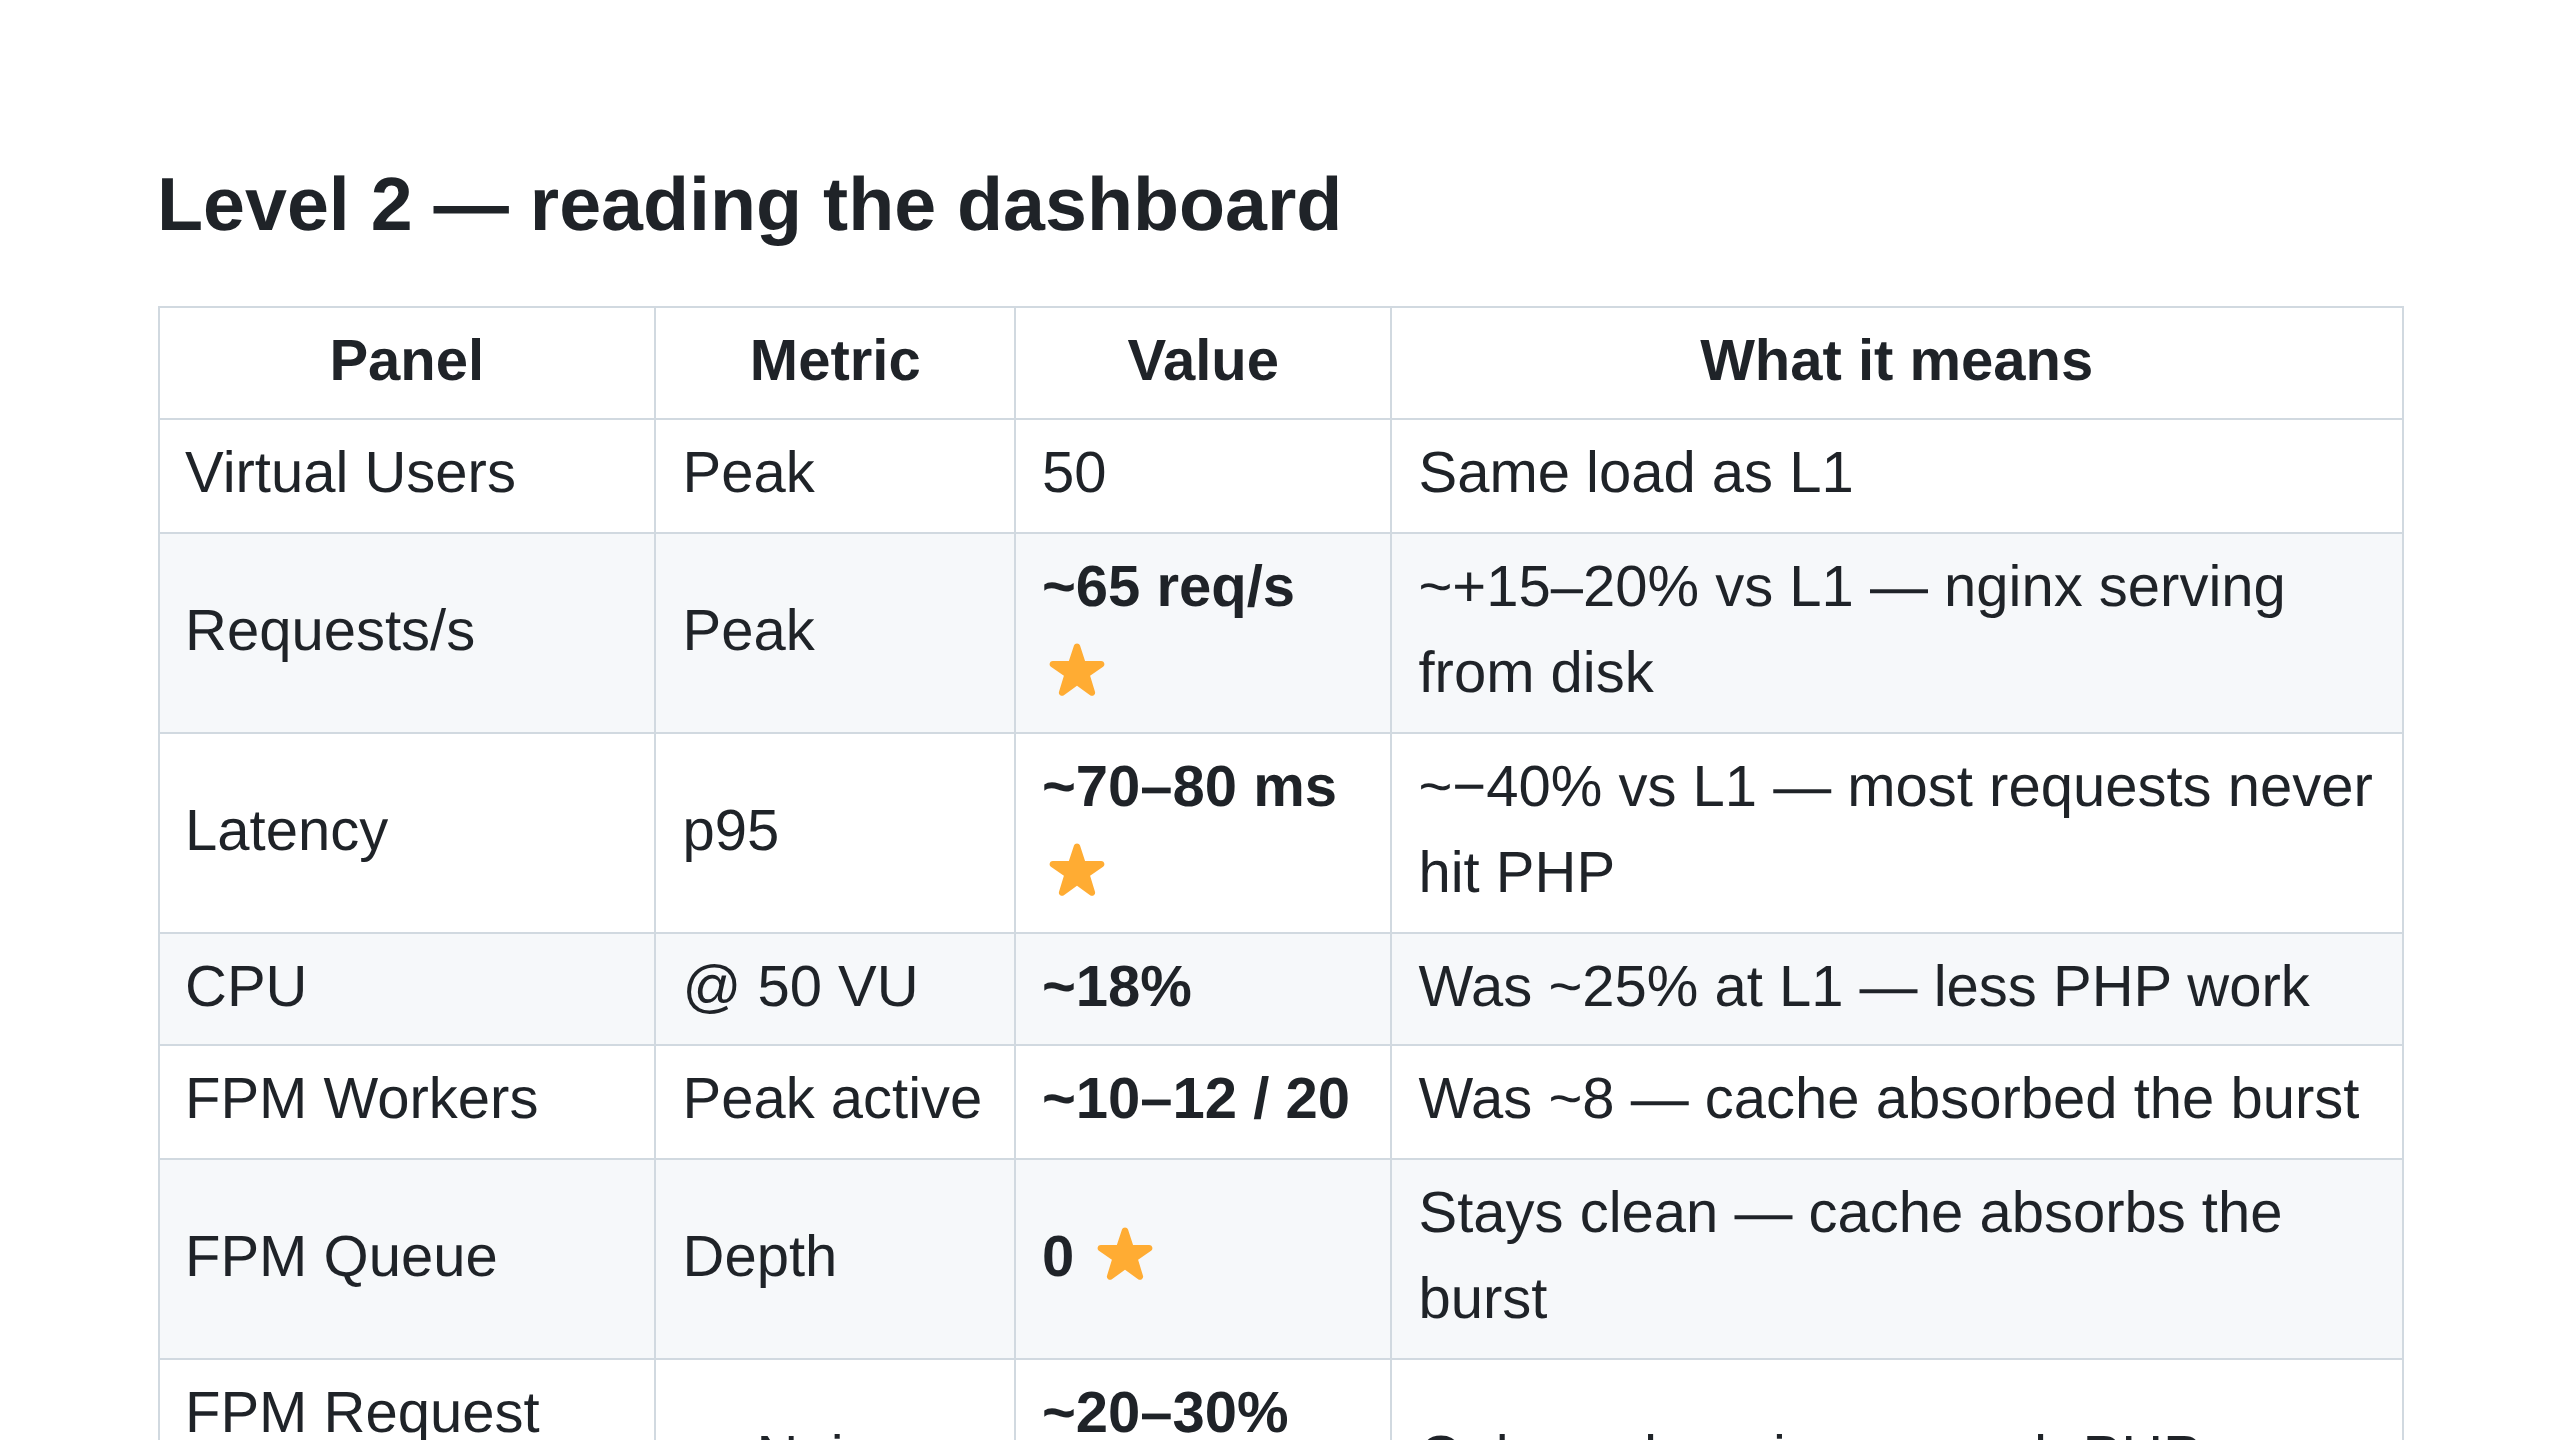 Level 2 — reading the dashboard
Panel Metric Value What it means
Virtual Users Peak 50 Same load as L1
Requests/s Peak ~65 req/s ⭐ ~+15–20% vs L1 — nginx serving
from disk
Latency p95 ~70–80 ms ⭐ ~−40% vs L1 — most requests never
hit PHP
CPU @ 50 VU ~18% Was ~25% at L1 — less PHP work
FPM Workers Peak active ~10–12 / 20 Was ~8 — cache absorbed the burst
FPM Queue Depth 0 ⭐ Stays clean — cache absorbs the
burst
FPM Request ~20–30%